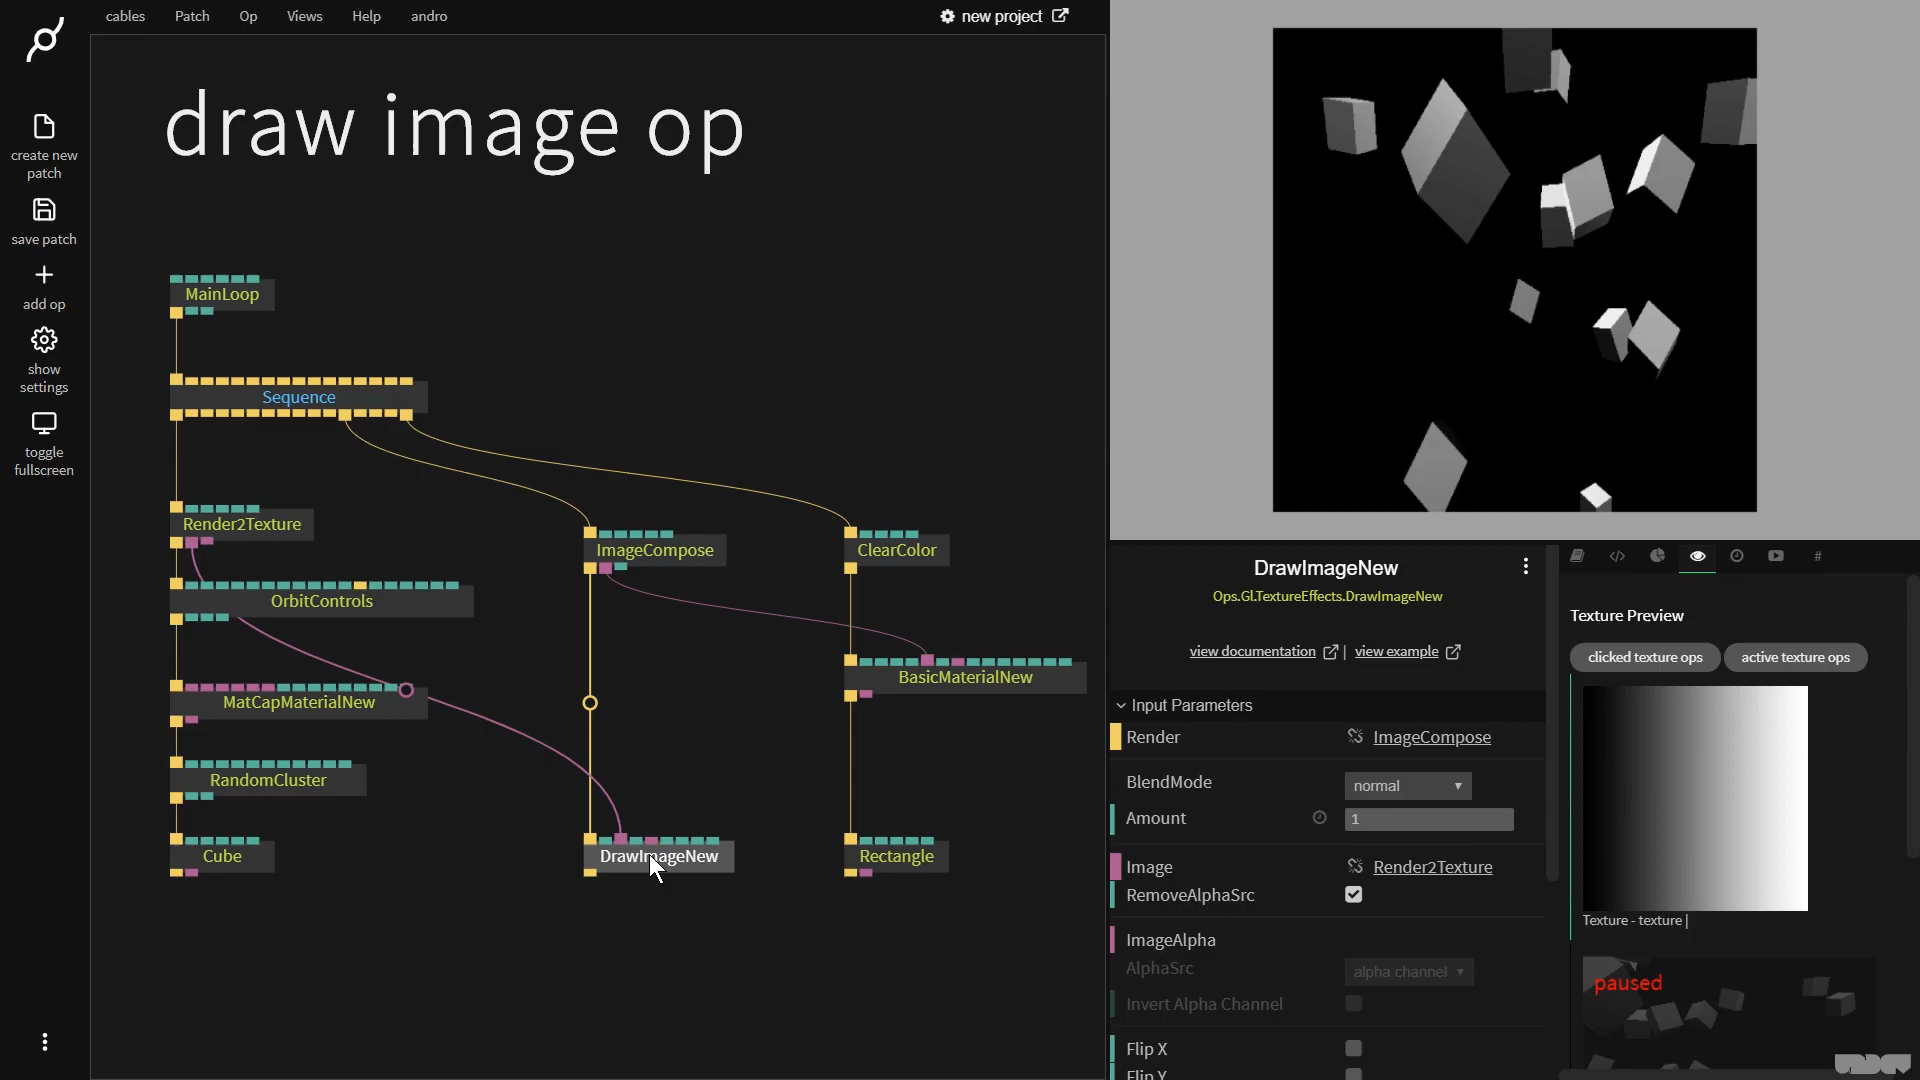 cables Patch Op Views Help andro new project
create new
patch
save patch
add op
show
settings
toggle
fullscreen
draw image op
MainLoop
Sequence
Render2Texture
ImageCompose
ClearColor
OrbitControls
BasicMaterialNew
MatCapMaterialNew
RandomCluster
Cube
DrawImageNew
Rectangle
DrawImageNew
Ops.Gl.TextureEffects.DrawImageNew
view documentation | view example
Input Parameters
Render ImageCompose
BlendMode normal
Amount 1
Image Render2Texture
RemoveAlphaSrc
ImageAlpha
AlphaSrc alpha channel
Invert Alpha Channel
Flip X
Flip Y
</> #
Texture Preview
clicked texture ops active texture ops
Texture - texture |
paused